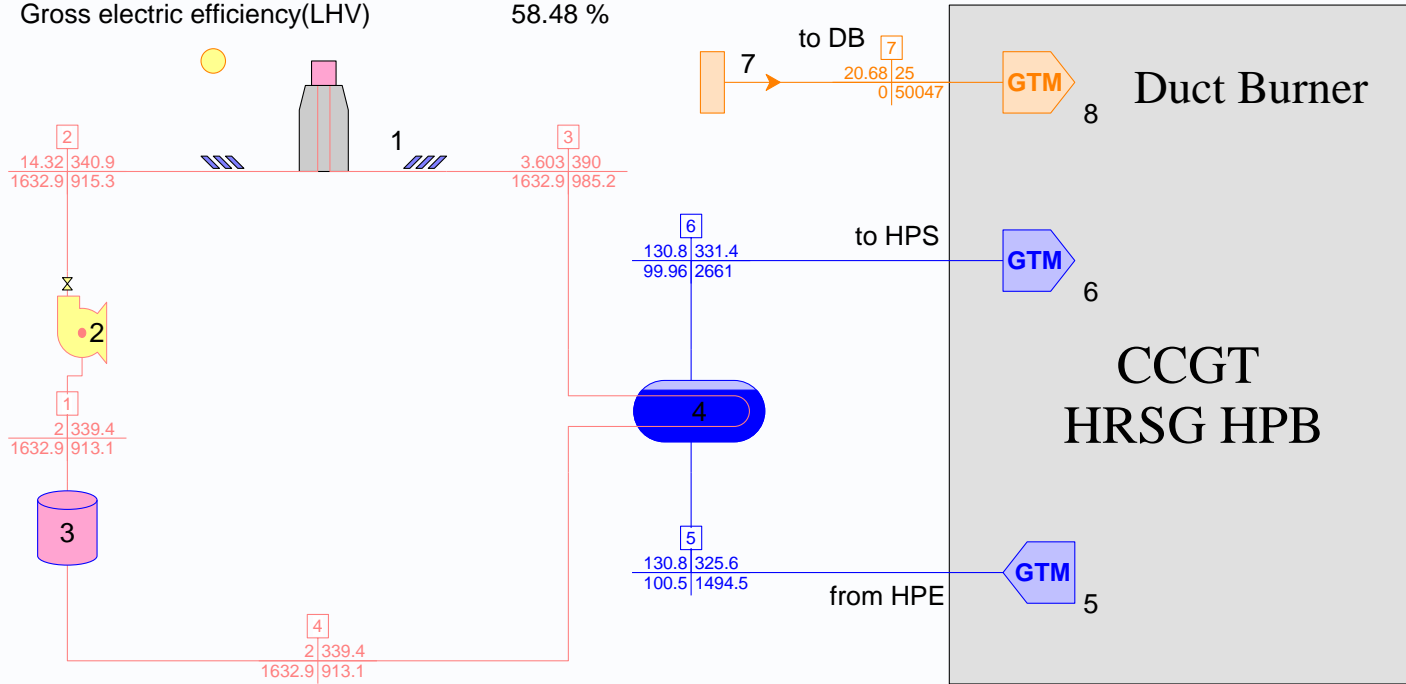 Gross electric efficiency(LHV) 58.48 %
to DB
7
7
20.68 25
0 50047
GTM
8
Duct Burner
2
14.32 340.9
1632.9 915.3
1
3
3.603 390
1632.9 985.2
6
130.8 331.4
99.96 2661
to HPS
GTM
6
2
CCGT
HRSG HPB
1
2 339.4
1632.9 913.1
4
3
5
130.8 325.6
100.5 1494.5
from HPE
GTM
5
4
2 339.4
1632.9 913.1